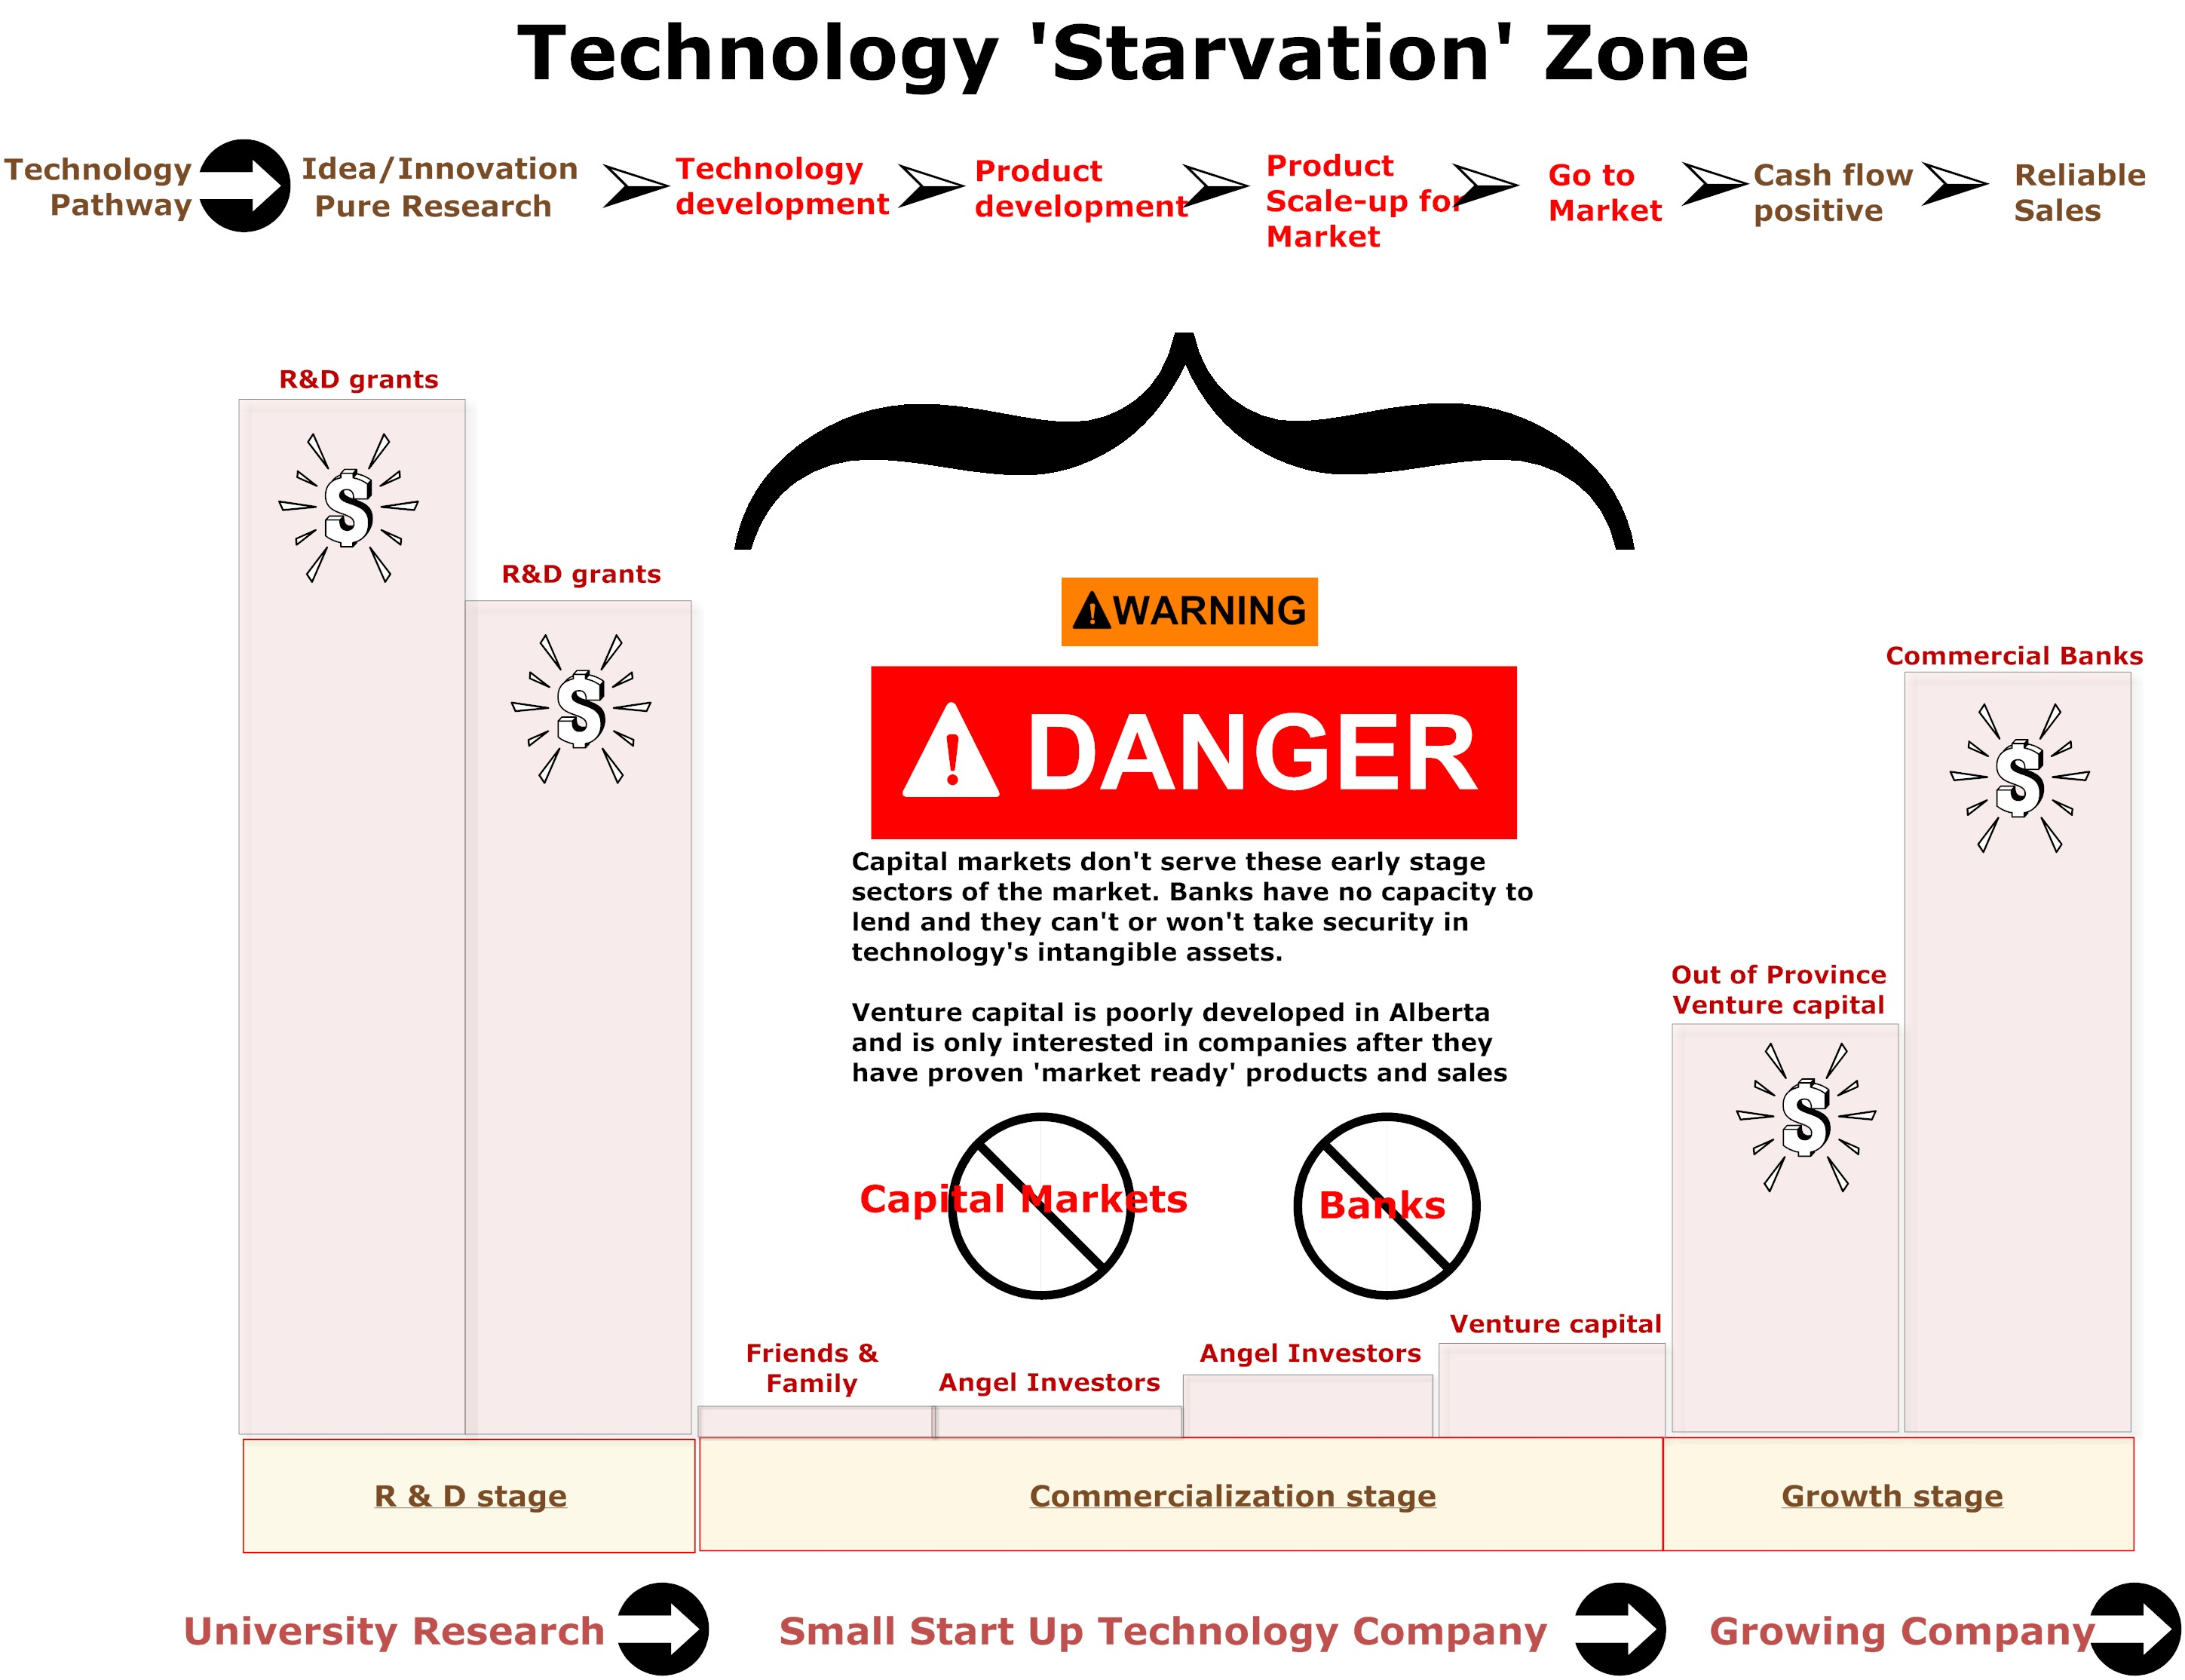 Technology 'Starvation' Zone
Technology
Pathway
Idea/Innovation
Pure Research
Technology
development
Product
development
Product
Scale-up for
Market
Go to
Market
Cash flow
positive
Reliable
Sales
R&D grants
$
R&D grants
$
WARNING
DANGER
Capital markets don't serve these early stage
sectors of the market. Banks have no capacity to
lend and they can't or won't take security in
technology's intangible assets.
Venture capital is poorly developed in Alberta
and is only interested in companies after they
have proven 'market ready' products and sales
Capital Markets
Banks
Friends &
Family
Angel Investors
Angel Investors
Venture capital
Out of Province
Venture capital
$
Commercial Banks
$
R & D stage
Commercialization stage
Growth stage
University Research
Small Start Up Technology Company
Growing Company